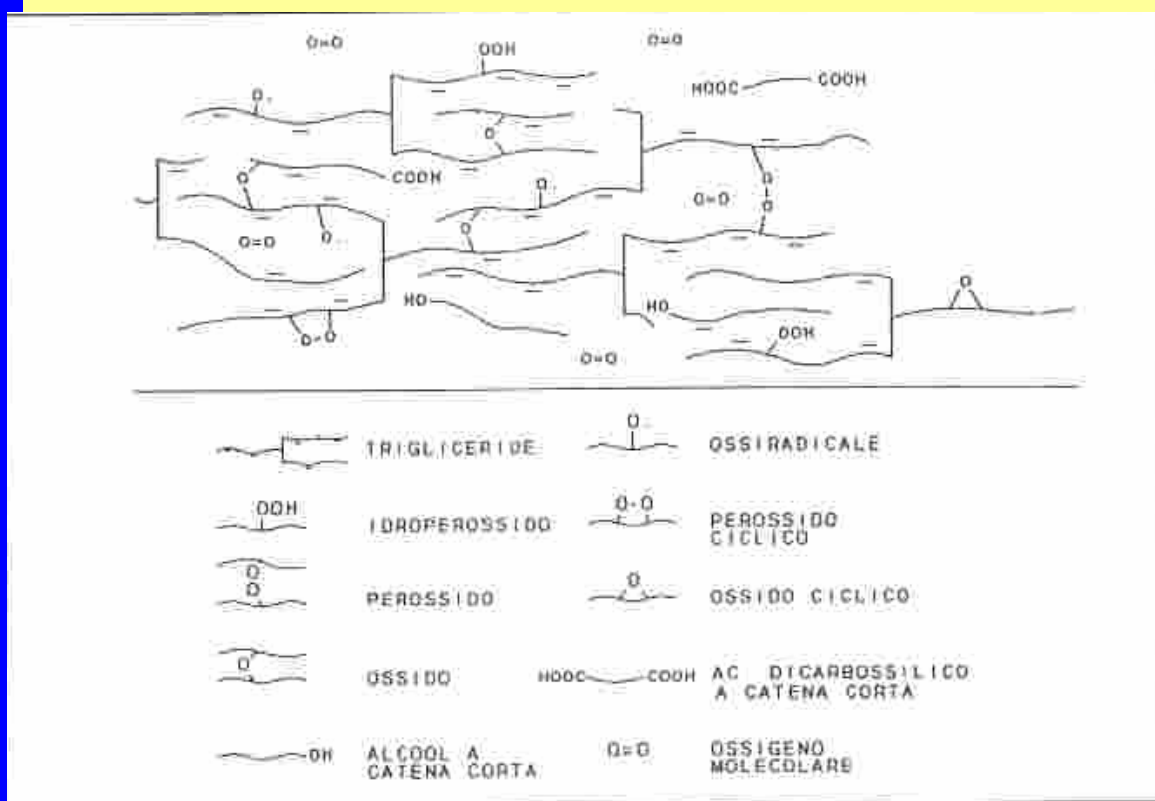 O=O
O=O
OOH
HOOC COOH
O.
O
O
O
COOH
O.
O=O
O
O
O=O
O..
O
HO
HO
O
O-O
OOH
O=O
TRIGLICERIDE
O.
OSSIRADICALE
OOH
IDROPEROSSIDO
O-O
PEROSSIDO
CICLICO
O
O
PEROSSIDO
O
OSSIDO CICLICO
O
OSSIDO
HOOC COOH
AC DICARBOSSILICO
A CATENA CORTA
OH
ALCOOL A
CATENA CORTA
O=O
OSSIGENO
MOLECOLARE